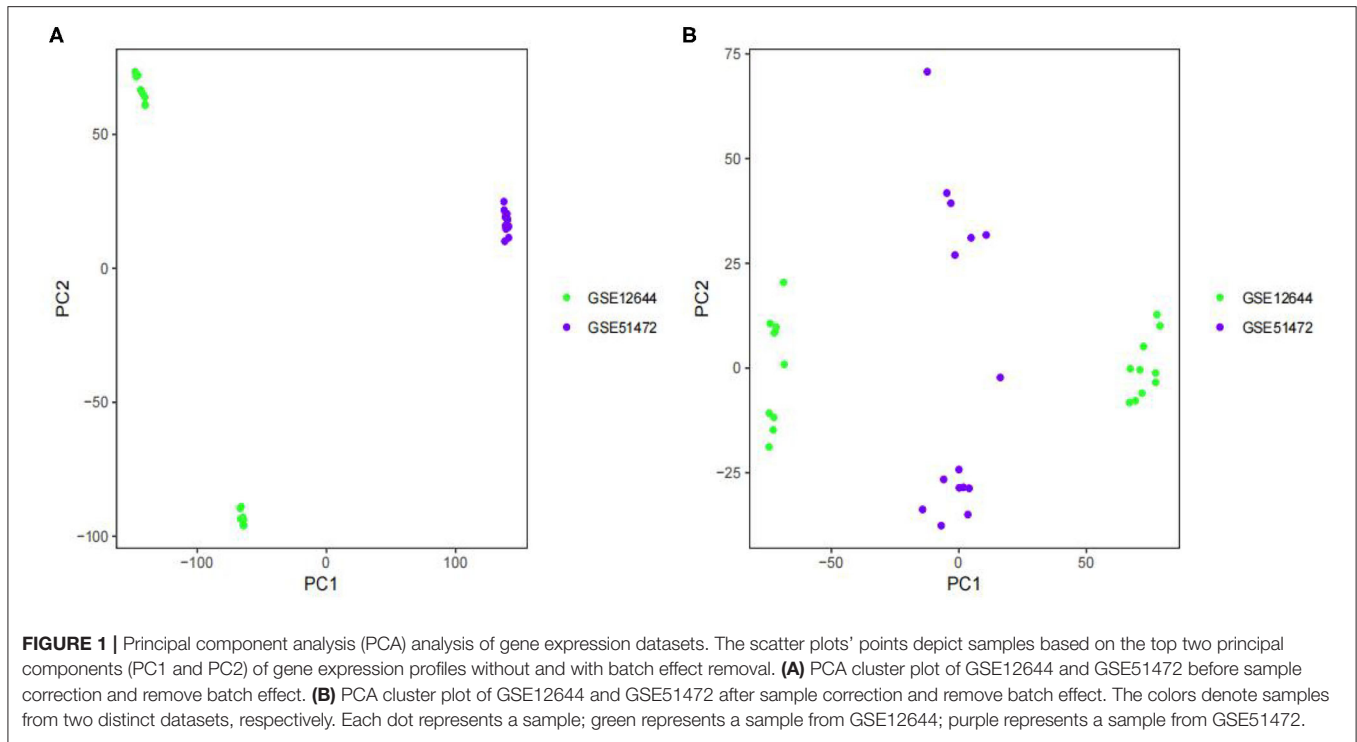 A
50
0
−50
−100
PC2
−100
0
100
PC1
GSE12644
GSE51472
B
75
50
25
0
−25
PC2
−50
0
50
PC1
GSE12644
GSE51472
FIGURE 1 | Principal component analysis (PCA) analysis of gene expression datasets. The scatter plots' points depict samples based on the top two principal
components (PC1 and PC2) of gene expression profiles without and with batch effect removal. (A) PCA cluster plot of GSE12644 and GSE51472 before sample
correction and remove batch effect. (B) PCA cluster plot of GSE12644 and GSE51472 after sample correction and remove batch effect. The colors denote samples
from two distinct datasets, respectively. Each dot represents a sample; green represents a sample from GSE12644; purple represents a sample from GSE51472.